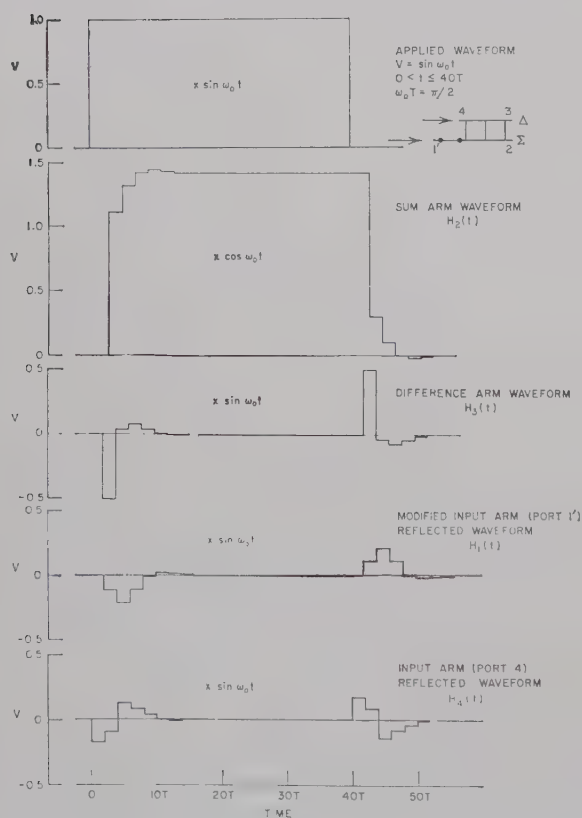 1.0
V
0.5
0
x sin ω₀t
APPLIED WAVEFORM
V = sin ω₀t
0 < t ≤ 40T
ω₀T = π/2
4 3
Δ
Σ
1' 2
1.5
1.0
V
0.5
0
x cos ω₀t
SUM ARM WAVEFORM
H₂(t)
0.5
V
0
-0.5
x sin ω₀t
DIFFERENCE ARM WAVEFORM
H₃(t)
0.5
V
0
-0.5
x sin ω₀t
MODIFIED INPUT ARM (PORT 1')
REFLECTED WAVEFORM
H₁(t)
0.5
V
0
-0.5
x sin ω₀t
INPUT ARM (PORT 4)
REFLECTED WAVEFORM
H₄(t)
0 10T 20T 30T 40T 50T
TIME